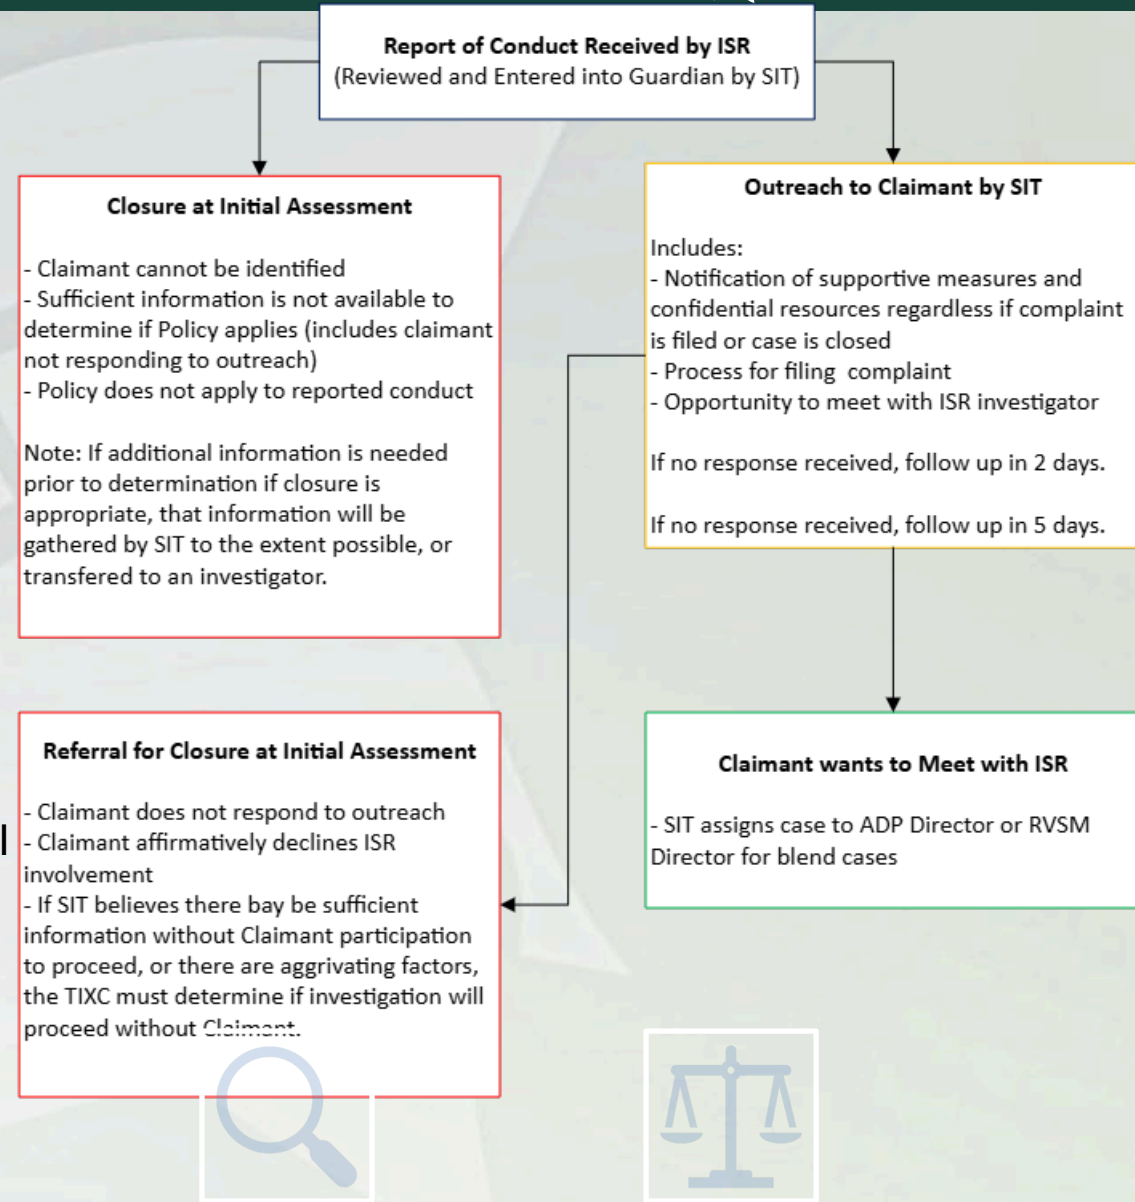 Report of Conduct Received by ISR
(Reviewed and Entered into Guardian by SIT)
Closure at Initial Assessment
- Claimant cannot be identified
- Sufficient information is not available to
determine if Policy applies (includes claimant
not responding to outreach)
- Policy does not apply to reported conduct
Note: If additional information is needed
prior to determination if closure is
appropriate, that information will be
gathered by SIT to the extent possible, or
transfered to an investigator.
Outreach to Claimant by SIT
Includes:
- Notification of supportive measures and
confidential resources regardless if complaint
is filed or case is closed
- Process for filing complaint
- Opportunity to meet with ISR investigator
If no response received, follow up in 2 days.
If no response received, follow up in 5 days.
Referral for Closure at Initial Assessment
- Claimant does not respond to outreach
- Claimant affirmatively declines ISR
involvement
- If SIT believes there bay be sufficient
information without Claimant participation
to proceed, or there are aggrivating factors,
the TIXC must determine if investigation will
proceed without Claimant.
Claimant wants to Meet with ISR
- SIT assigns case to ADP Director or RVSM
Director for blend cases